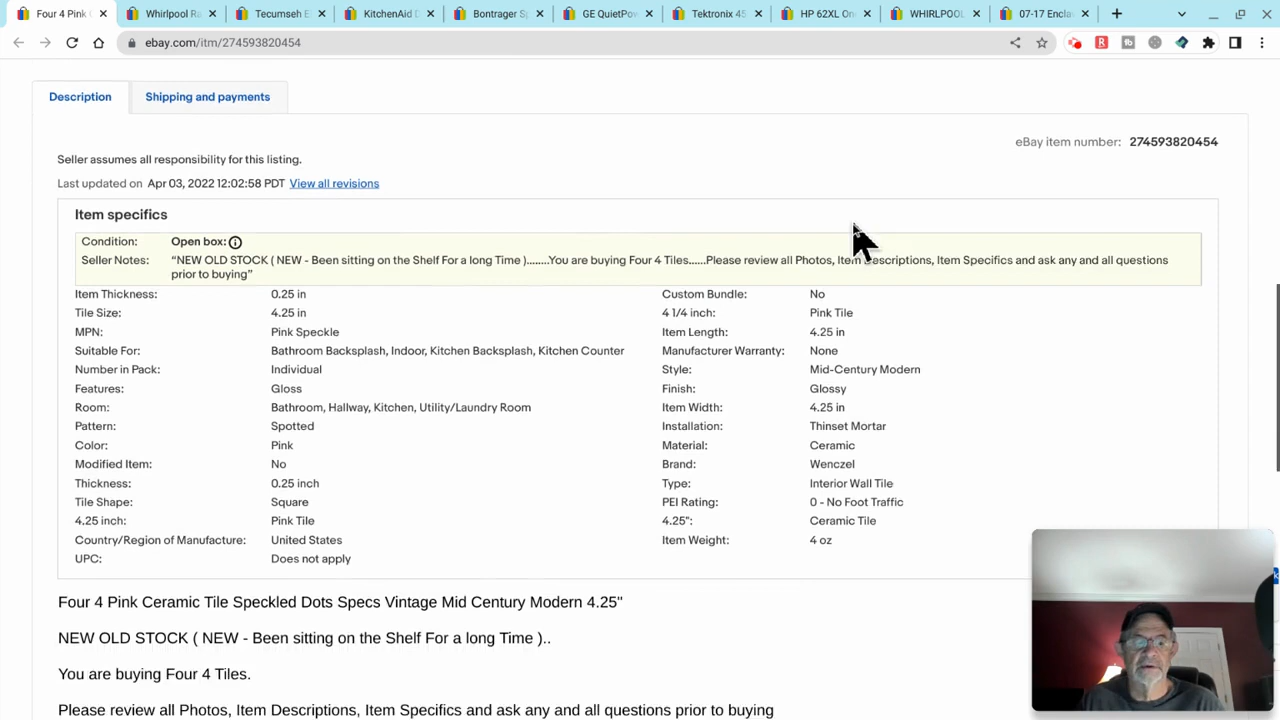 Four 4 Pink
Whirlpool Ra
Tecumseh E
KitchenAid D
Bontrager Sp
GE QuietPow
Tektronix 45
HP 62XL On
WHIRLPOOL
07-17 Encla
ebay.com/itm/274593820454
Description
Shipping and payments
eBay item number: 274593820454
Seller assumes all responsibility for this listing.
Last updated on Apr 03, 2022 12:02:58 PDT View all revisions
Item specifics
Condition: Open box:
Seller Notes: “NEW OLD STOCK ( NEW - Been sitting on the Shelf For a long Time )........You are buying Four 4 Tiles......Please review all Photos, Item Descriptions, Item Specifics and ask any and all questions
prior to buying”
Item Thickness: 0.25 in Custom Bundle: No
Tile Size: 4.25 in 4 1/4 inch: Pink Tile
MPN: Pink Speckle Item Length: 4.25 in
Suitable For: Bathroom Backsplash, Indoor, Kitchen Backsplash, Kitchen Counter Manufacturer Warranty: None
Number in Pack: Individual Style: Mid-Century Modern
Features: Gloss Finish: Glossy
Room: Bathroom, Hallway, Kitchen, Utility/Laundry Room Item Width: 4.25 in
Pattern: Spotted Installation: Thinset Mortar
Color: Pink Material: Ceramic
Modified Item: No Brand: Wenczel
Thickness: 0.25 inch Type: Interior Wall Tile
Tile Shape: Square PEI Rating: 0 - No Foot Traffic
4.25 inch: Pink Tile 4.25": Ceramic Tile
Country/Region of Manufacture: United States Item Weight: 4 oz
UPC: Does not apply
Four 4 Pink Ceramic Tile Speckled Dots Specs Vintage Mid Century Modern 4.25"
NEW OLD STOCK ( NEW - Been sitting on the Shelf For a long Time )..
You are buying Four 4 Tiles.
Please review all Photos, Item Descriptions, Item Specifics and ask any and all questions prior to buying